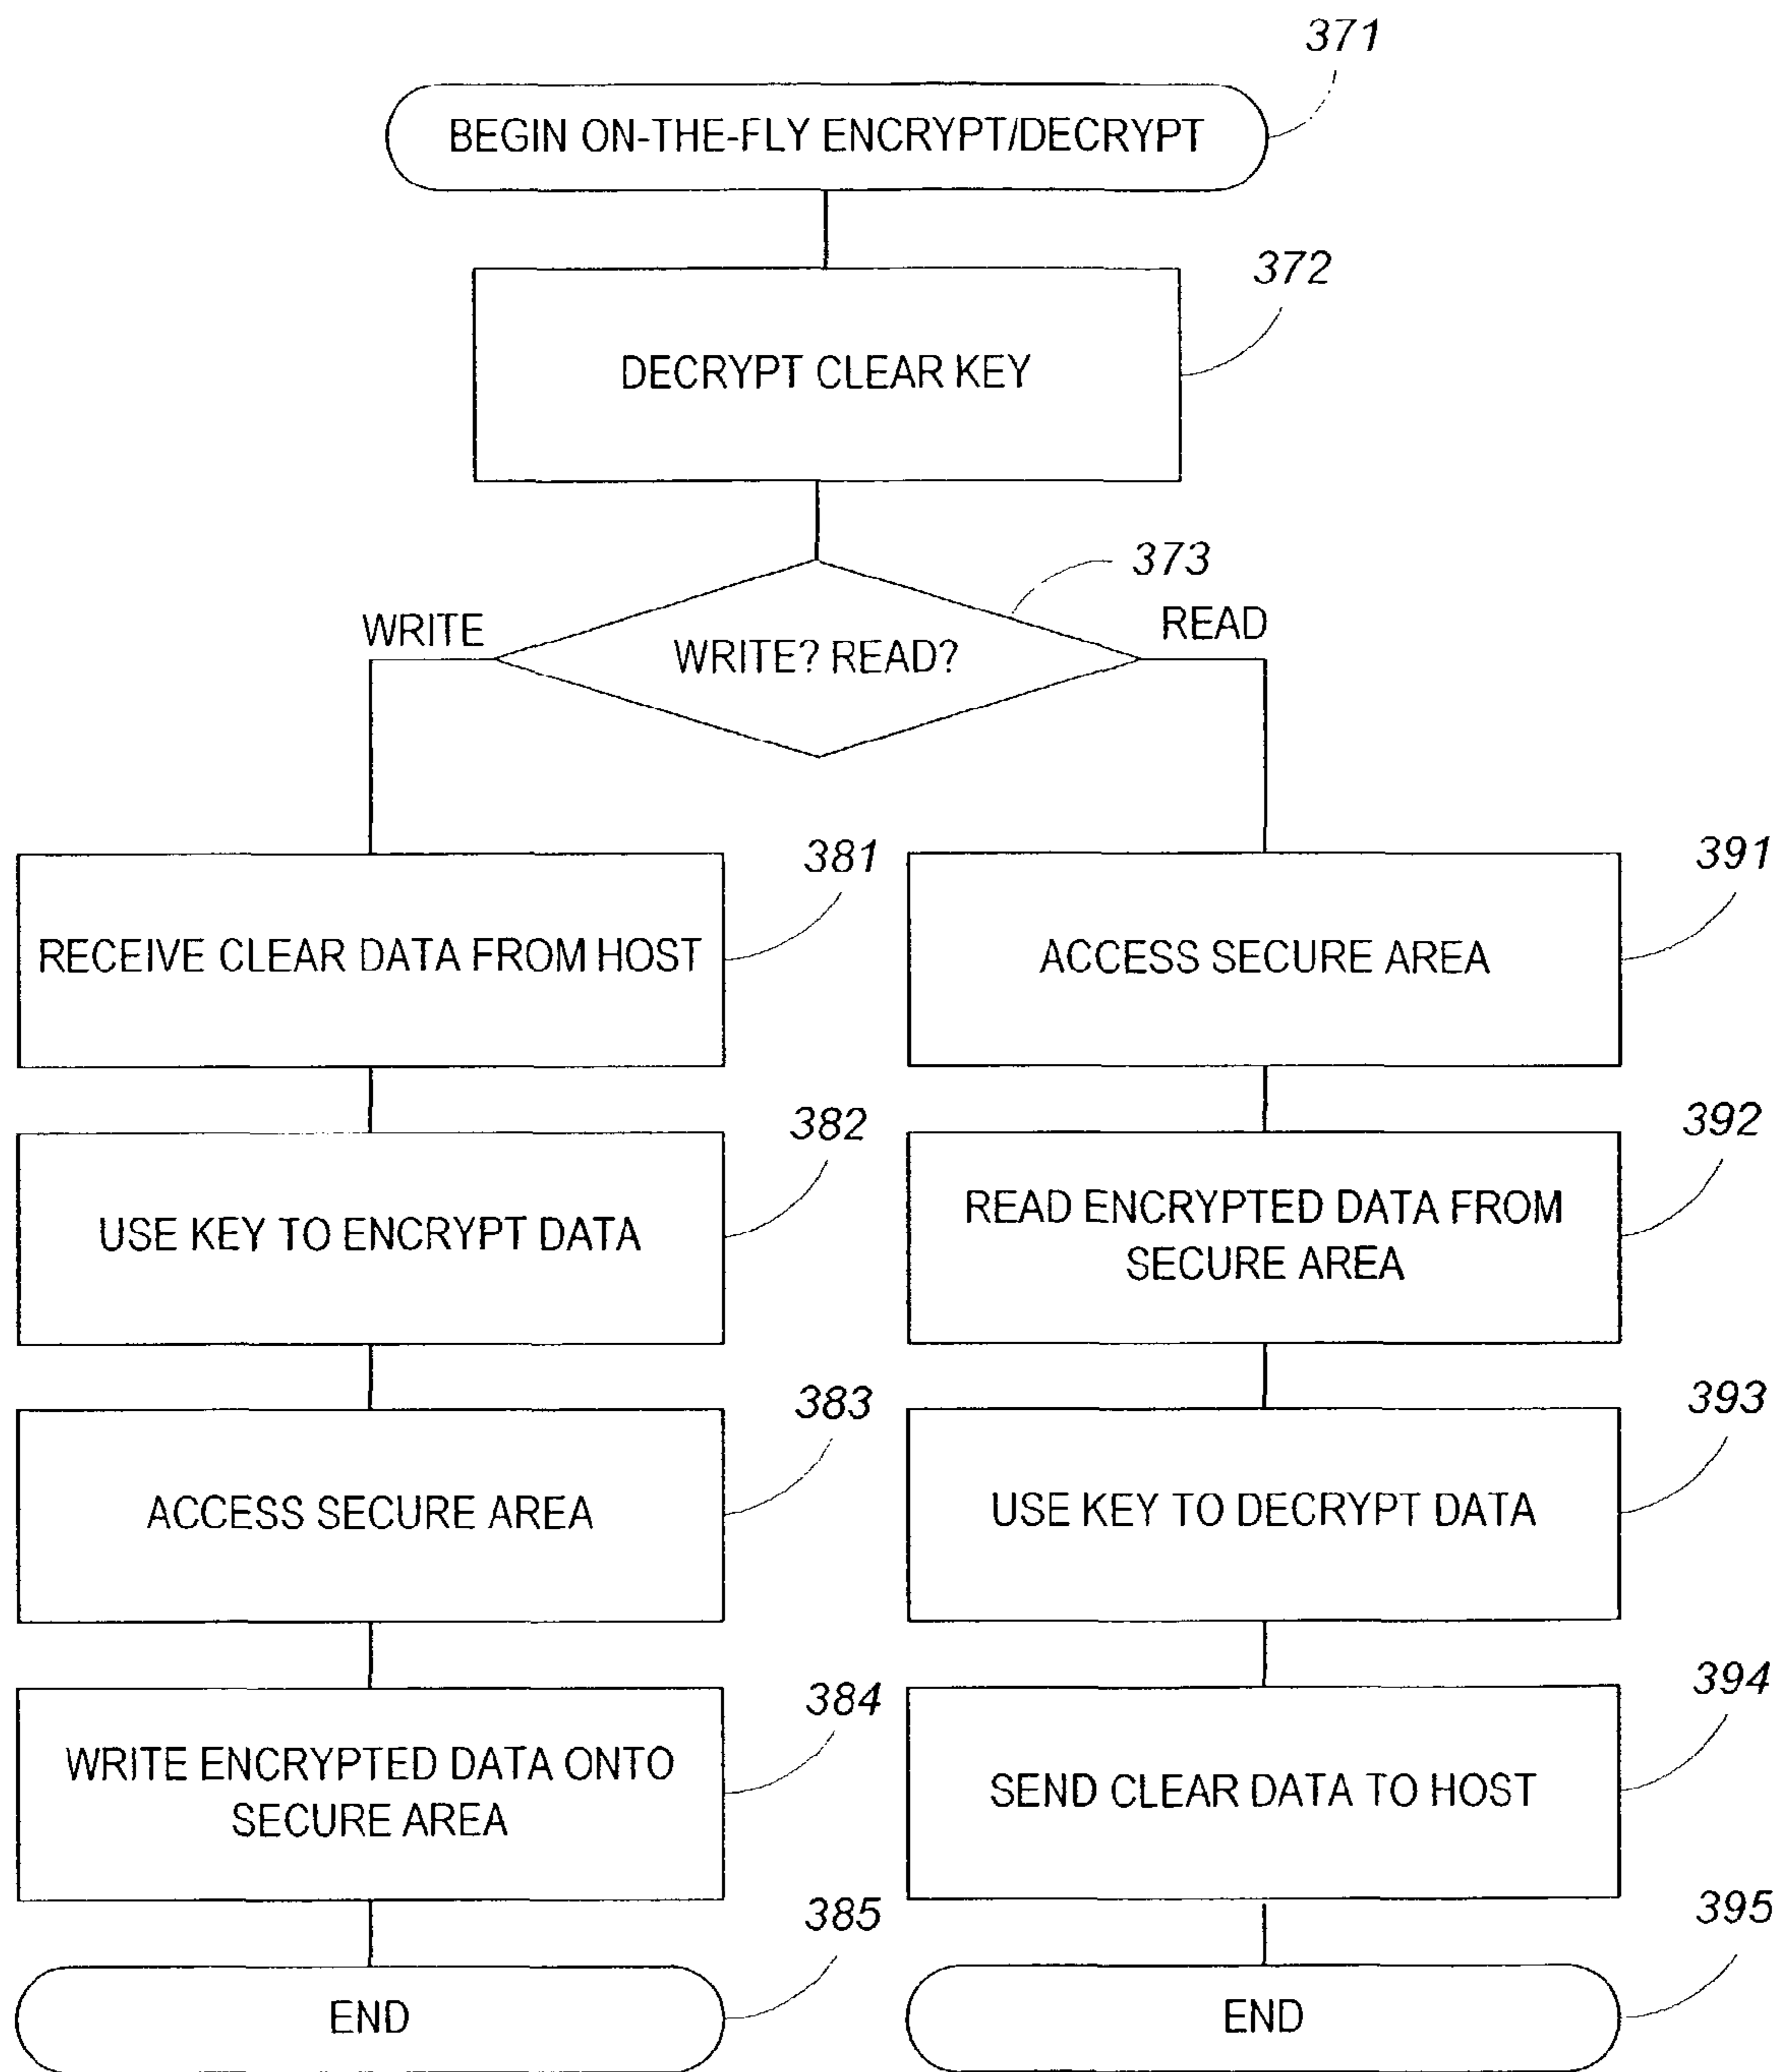 371
BEGIN ON-THE-FLY ENCRYPT/DECRYPT
372
DECRYPT CLEAR KEY
373
WRITE
READ
WRITE? READ?
381
391
RECEIVE CLEAR DATA FROM HOST
ACCESS SECURE AREA
382
392
USE KEY TO ENCRYPT DATA
READ ENCRYPTED DATA FROM
SECURE AREA
383
393
ACCESS SECURE AREA
USE KEY TO DECRYPT DATA
384
394
WRITE ENCRYPTED DATA ONTO
SECURE AREA
SEND CLEAR DATA TO HOST
385
395
END
END